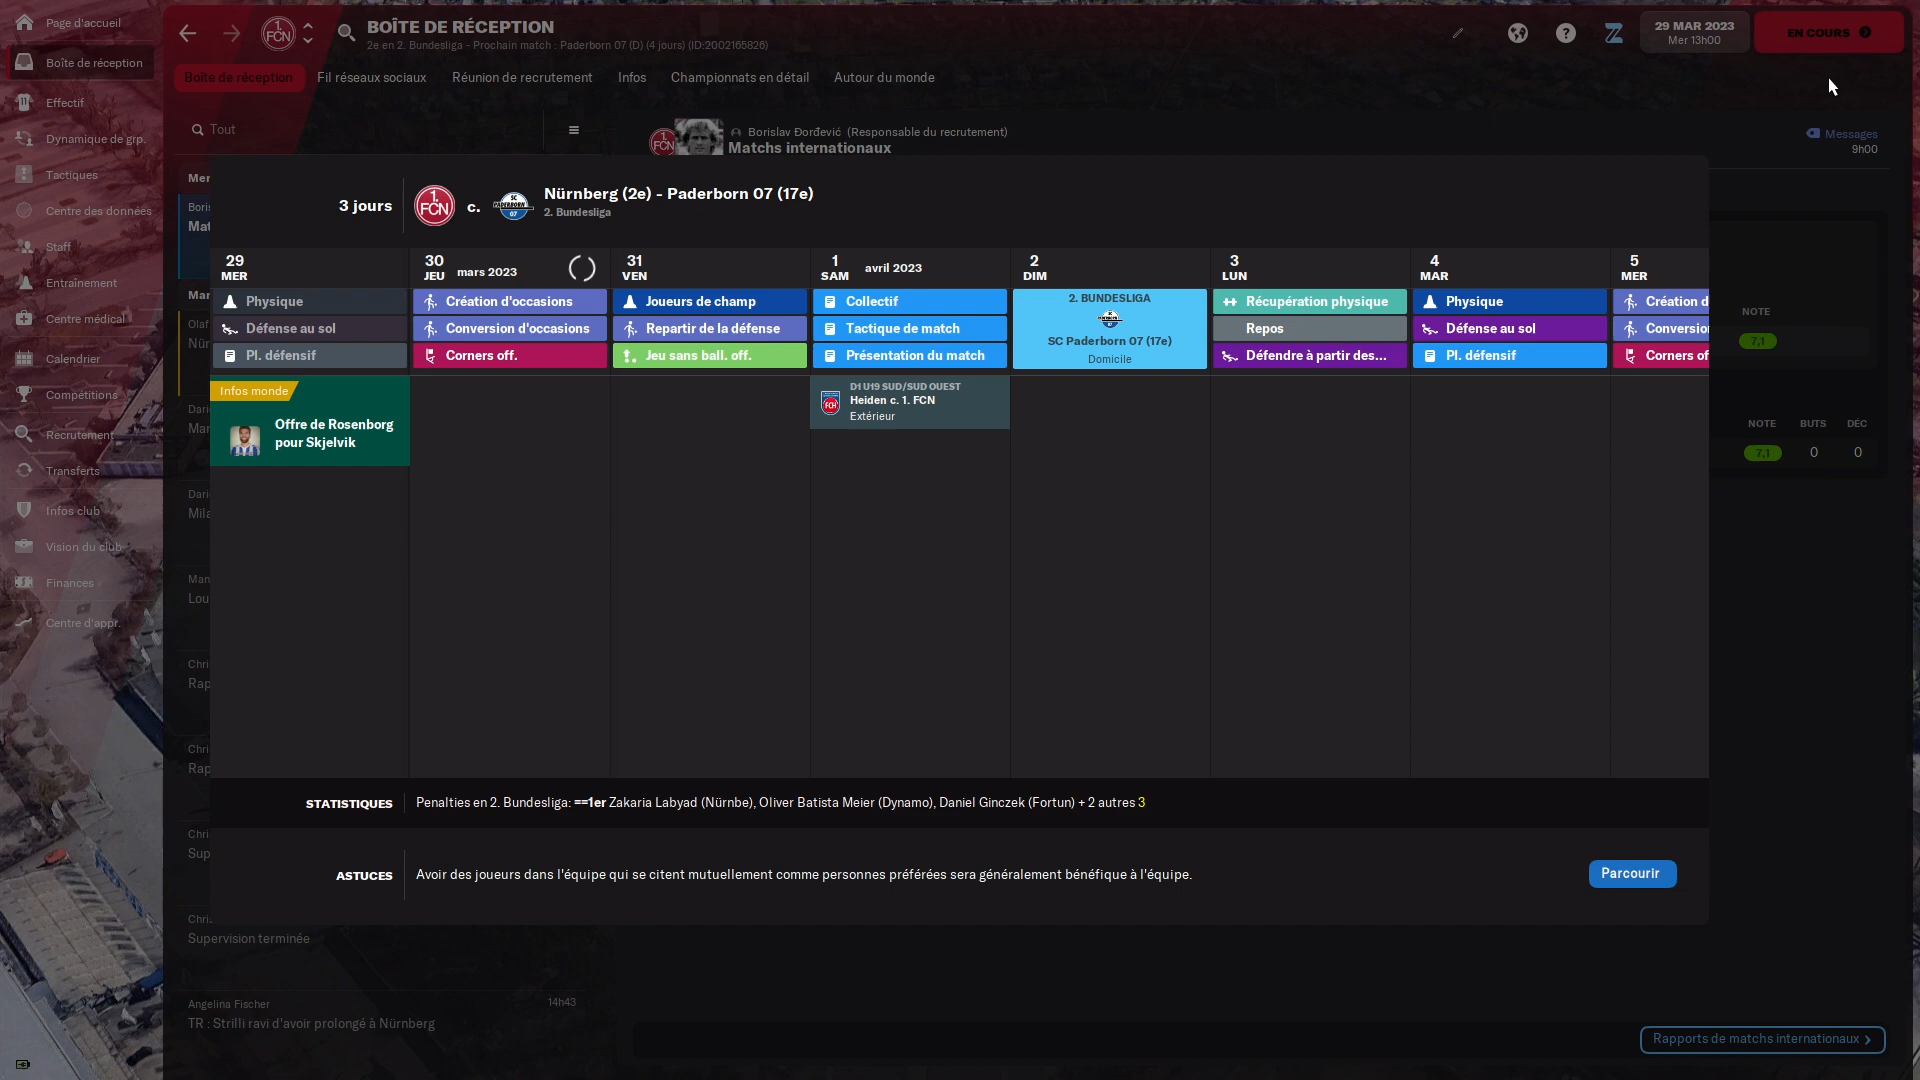 Page d'accueil
Boîte de réception
Effectif
Dynamique de grp.
Tactiques
Centre des données
Staff
Entraînement
Centre médical
Calendrier
Compétitions
Recrutement
Transferts
Infos club
Vision du club
Finances
Centre d'appr.
BOÎTE DE RÉCEPTION
2e en 2. Bundesliga - Prochain match : Paderborn 07 (D) (4 jours) (ID:2002165826)
29 MAR 2023
Mer 13h00
EN COURS
Boîte de réception
Fil réseaux sociaux
Réunion de recrutement
Infos
Championnats en détail
Autour du monde
Tout
Borislav Đorđević (Responsable du recrutement)
Matchs internationaux
Messages
9h00
3 jours
1. FCN
c.
Nürnberg (2e) - Paderborn 07 (17e)
2. Bundesliga
29
MER
30
JEU mars 2023
31
VEN
1
SAM avril 2023
2
DIM
3
LUN
4
MAR
5
MER
Physique
Défense au sol
Pl. défensif
Création d'occasions
Conversion d'occasions
Corners off.
Joueurs de champ
Repartir de la défense
Jeu sans ball. off.
Collectif
Tactique de match
Présentation du match
2. BUNDESLIGA
SC Paderborn 07 (17e)
Domicile
Récupération physique
Repos
Défendre à partir des...
Physique
Défense au sol
Pl. défensif
Création d
Conversio
Corners of
Infos monde
Offre de Rosenborg
pour Skjelvik
D1 U19 SUD/SUD OUEST
Heiden c. 1. FCN
Extérieur
NOTE
7,1
NOTE BUTS DÉC
7,1 0 0
STATISTIQUES
Penalties en 2. Bundesliga: ==1er Zakaria Labyad (Nürnbe), Oliver Batista Meier (Dynamo), Daniel Ginczek (Fortun) + 2 autres 3
ASTUCES
Avoir des joueurs dans l'équipe qui se citent mutuellement comme personnes préférées sera généralement bénéfique à l'équipe.
Parcourir
Supervision terminée
Angelina Fischer
14h43
TR : Strilli ravi d'avoir prolongé à Nürnberg
Rapports de matchs internationaux